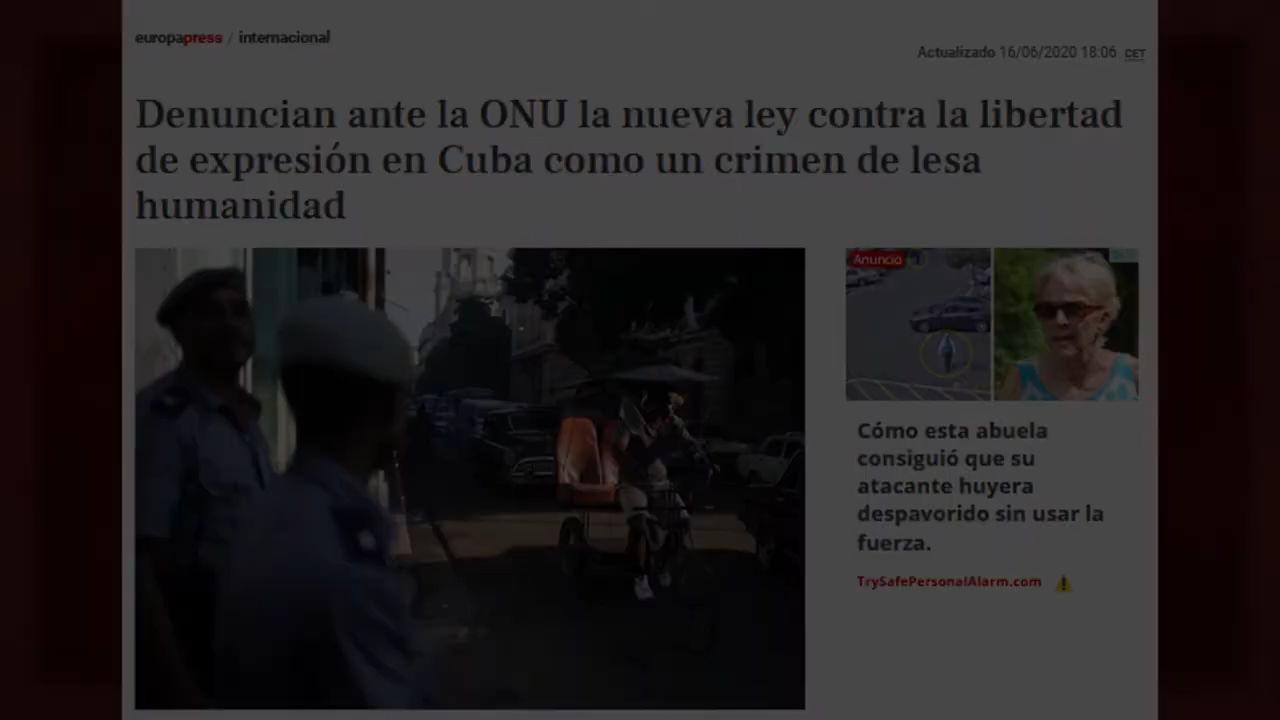 europapress / internacional
Actualizado 16/06/2020 18:06 CET
Denuncian ante la ONU la nueva ley contra la libertad
de expresión en Cuba como un crimen de lesa
humanidad
Anuncio
Cómo esta abuela
consiguió que su
atacante huyera
despavorido sin usar la
fuerza.
TrySafePersonalAlarm.com